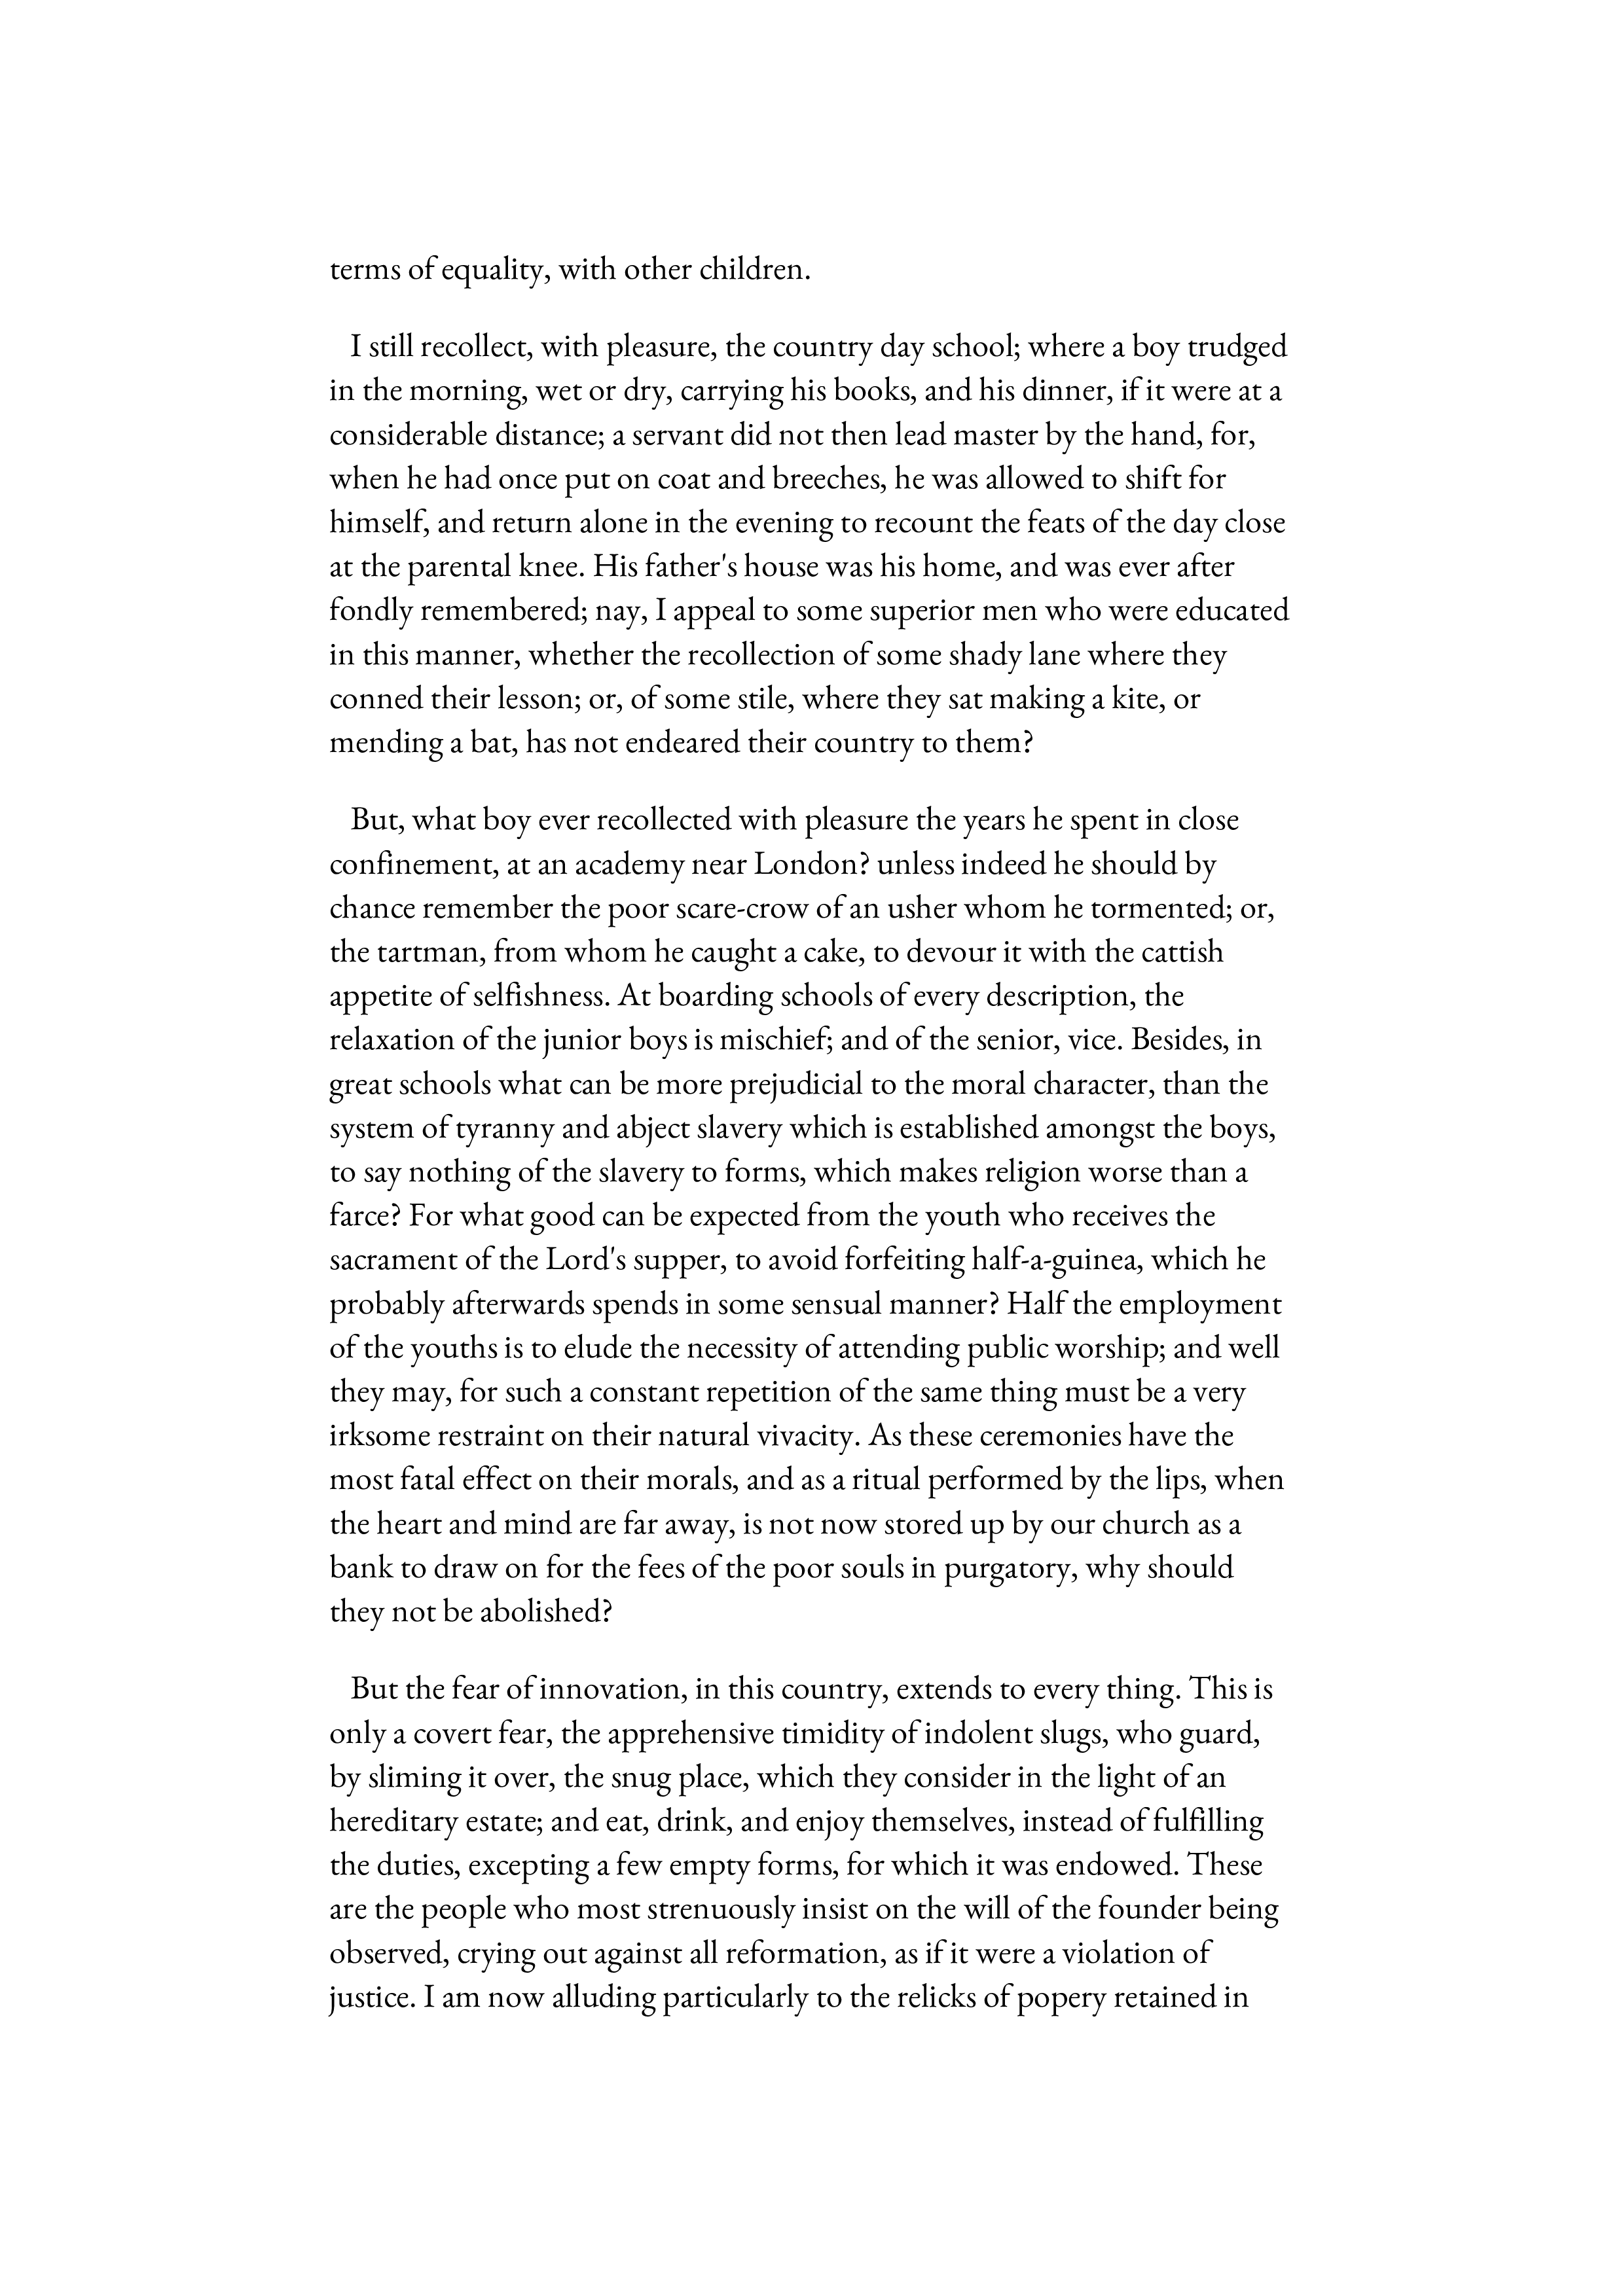 terms of equality, with other children.
I still recollect, with pleasure, the country day school; where a boy trudged
in the morning, wet or dry, carrying his books, and his dinner, if it were at a
considerable distance; a servant did not then lead master by the hand, for,
when he had once put on coat and breeches, he was allowed to shift for
himself, and return alone in the evening to recount the feats of the day close
at the parental knee. His father's house was his home, and was ever after
fondly remembered; nay, I appeal to some superior men who were educated
in this manner, whether the recollection of some shady lane where they
conned their lesson; or, of some stile, where they sat making a kite, or
mending a bat, has not endeared their country to them?
But, what boy ever recollected with pleasure the years he spent in close
confinement, at an academy near London? unless indeed he should by
chance remember the poor scare-crow of an usher whom he tormented; or,
the tartman, from whom he caught a cake, to devour it with the cattish
appetite of selfishness. At boarding schools of every description, the
relaxation of the junior boys is mischief; and of the senior, vice. Besides, in
great schools what can be more prejudicial to the moral character, than the
system of tyranny and abject slavery which is established amongst the boys,
to say nothing of the slavery to forms, which makes religion worse than a
farce? For what good can be expected from the youth who receives the
sacrament of the Lord's supper, to avoid forfeiting half-a-guinea, which he
probably afterwards spends in some sensual manner? Half the employment
of the youths is to elude the necessity of attending public worship; and well
they may, for such a constant repetition of the same thing must be a very
irksome restraint on their natural vivacity. As these ceremonies have the
most fatal effect on their morals, and as a ritual performed by the lips, when
the heart and mind are far away, is not now stored up by our church as a
bank to draw on for the fees of the poor souls in purgatory, why should
they not be abolished?
But the fear of innovation, in this country, extends to every thing. This is
only a covert fear, the apprehensive timidity of indolent slugs, who guard,
by sliming it over, the snug place, which they consider in the light of an
hereditary estate; and eat, drink, and enjoy themselves, instead of fulfilling
the duties, excepting a few empty forms, for which it was endowed. These
are the people who most strenuously insist on the will of the founder being
observed, crying out against all reformation, as if it were a violation of
justice. I am now alluding particularly to the relicks of popery retained in